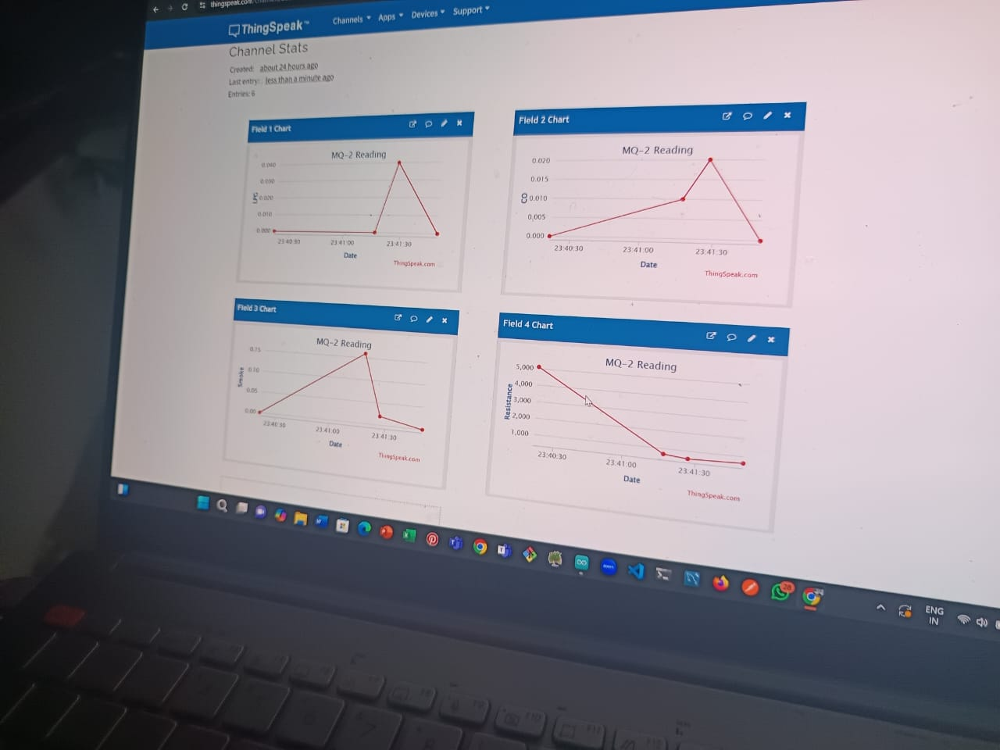 thingspeak.com
ThingSpeak™
Channels Apps Devices Support
Channel Stats
Created: about 24 hours ago
Last entry: less than a minute ago
Entries: 6
Field 1 Chart
MQ-2 Reading
0.040
0.030
0.020
0.010
0.000
LPG
23:40:30 23:41:00 23:41:30
Date
ThingSpeak.com
Field 2 Chart
MQ-2 Reading
0.020
0.015
0.010
0.005
0.000
CO
23:40:30 23:41:00 23:41:30
Date
ThingSpeak.com
Field 3 Chart
MQ-2 Reading
0.15
0.10
0.05
0.00
Smoke
23:40:30 23:41:00 23:41:30
Date
ThingSpeak.com
Field 4 Chart
MQ-2 Reading
5,000
4,000
3,000
2,000
1,000
Resistance
23:40:30 23:41:00 23:41:30
Date
ThingSpeak.com
28
ENG
IN